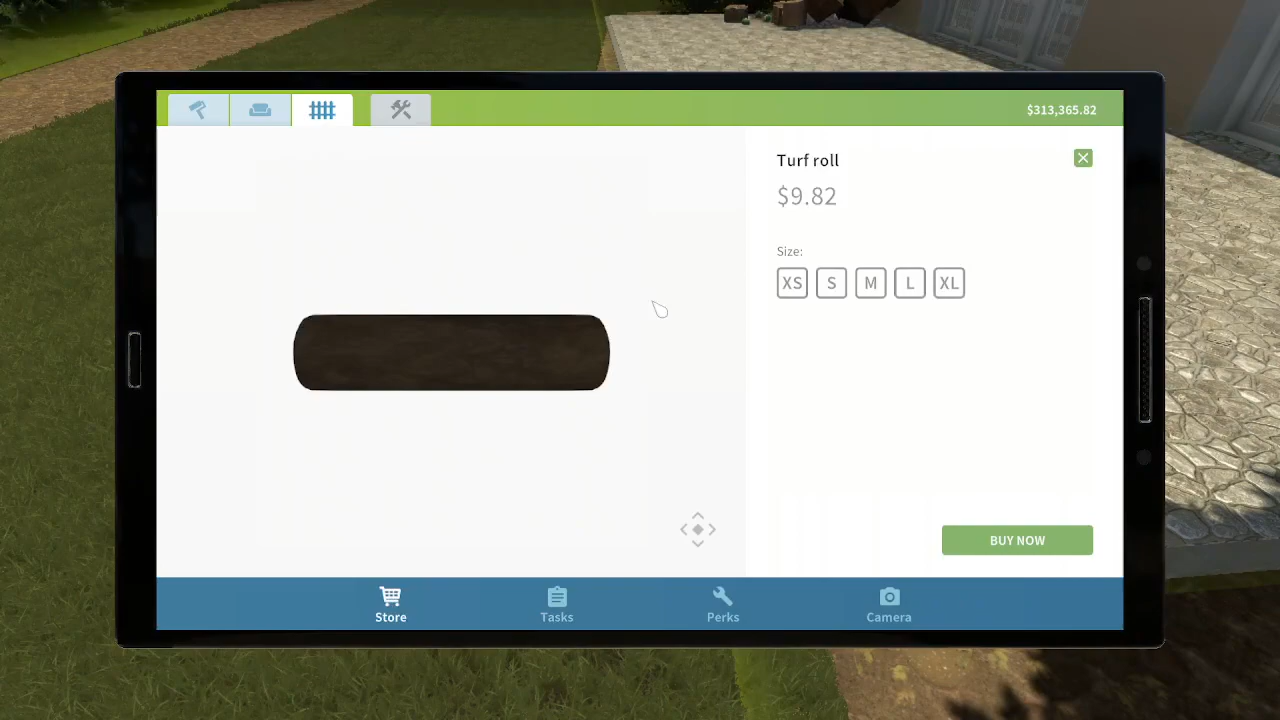 $313,365.82
Turf roll
$9.82
Size:
XS S M L XL
BUY NOW
Store Tasks Perks Camera